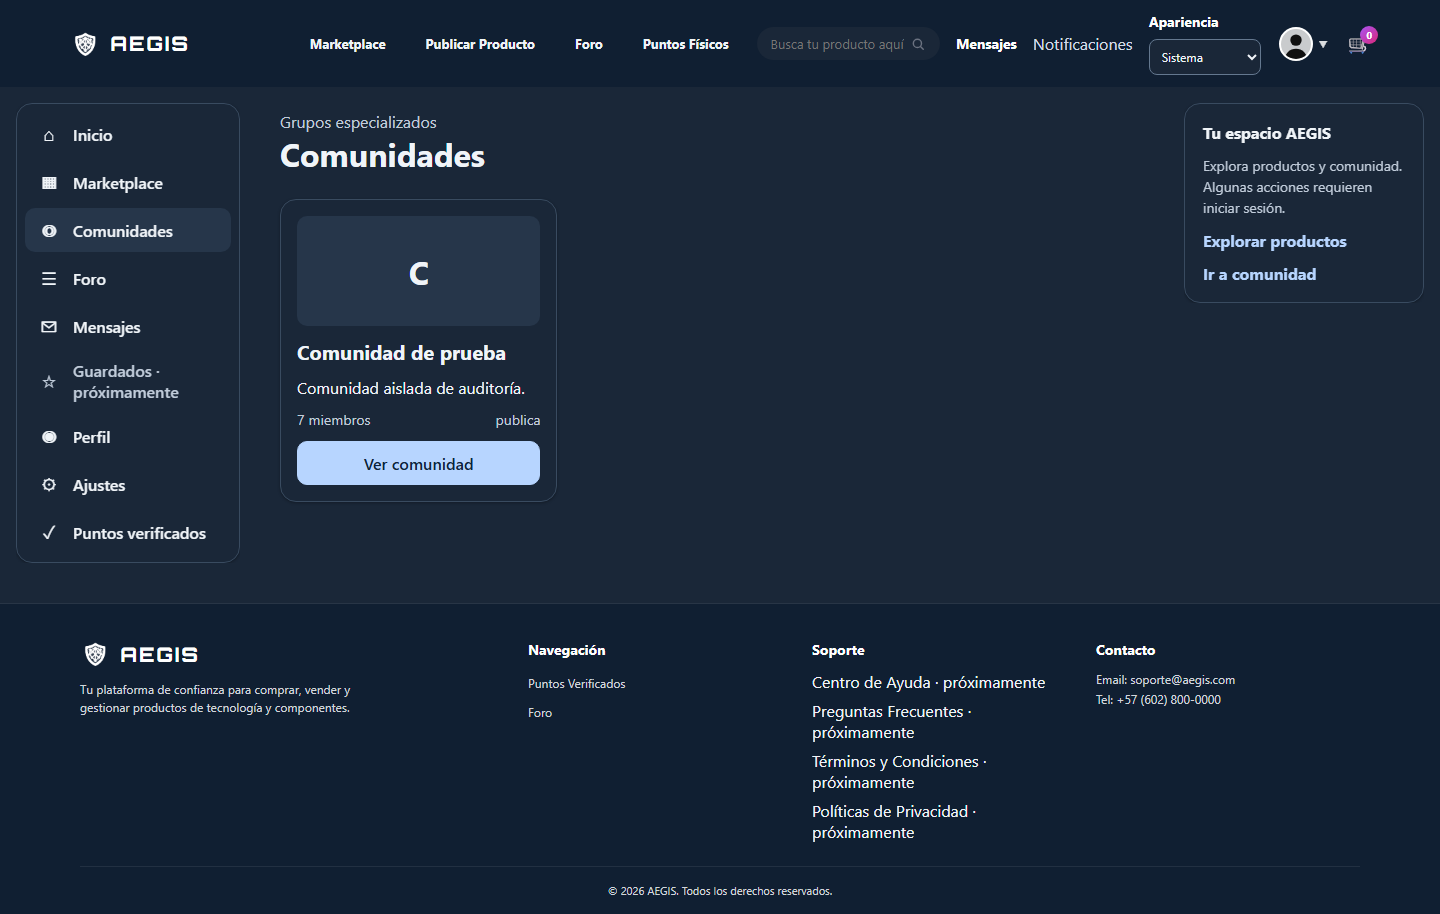 AEGIS
Marketplace
Publicar Producto
Foro
Puntos Físicos
Busca tu producto aquí
Mensajes
Notificaciones
Apariencia
Sistema
0
Inicio
Marketplace
Comunidades
Foro
Mensajes
Guardados ·
próximamente
Perfil
Ajustes
Puntos verificados
Grupos especializados
Comunidades
C
Comunidad de prueba
Comunidad aislada de auditoría.
7 miembros
publica
Ver comunidad
Tu espacio AEGIS
Explora productos y comunidad.
Algunas acciones requieren
iniciar sesión.
Explorar productos
Ir a comunidad
AEGIS
Tu plataforma de confianza para comprar, vender y
gestionar productos de tecnología y componentes.
Navegación
Puntos Verificados
Foro
Soporte
Centro de Ayuda · próximamente
Preguntas Frecuentes ·
próximamente
Términos y Condiciones ·
próximamente
Políticas de Privacidad ·
próximamente
Contacto
Email: soporte@aegis.com
Tel: +57 (602) 800-0000
© 2026 AEGIS. Todos los derechos reservados.